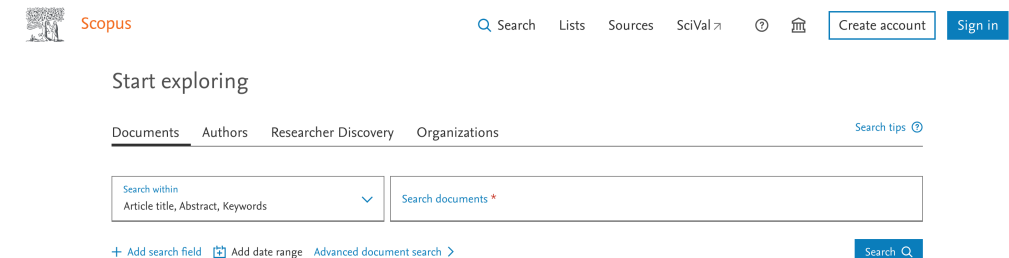 Scopus
Search Lists Sources SciVal Create account Sign in
Start exploring
Documents Authors Researcher Discovery Organizations Search tips
Search within
Article title, Abstract, Keywords
Search documents *
Add search field Add date range Advanced document search Search